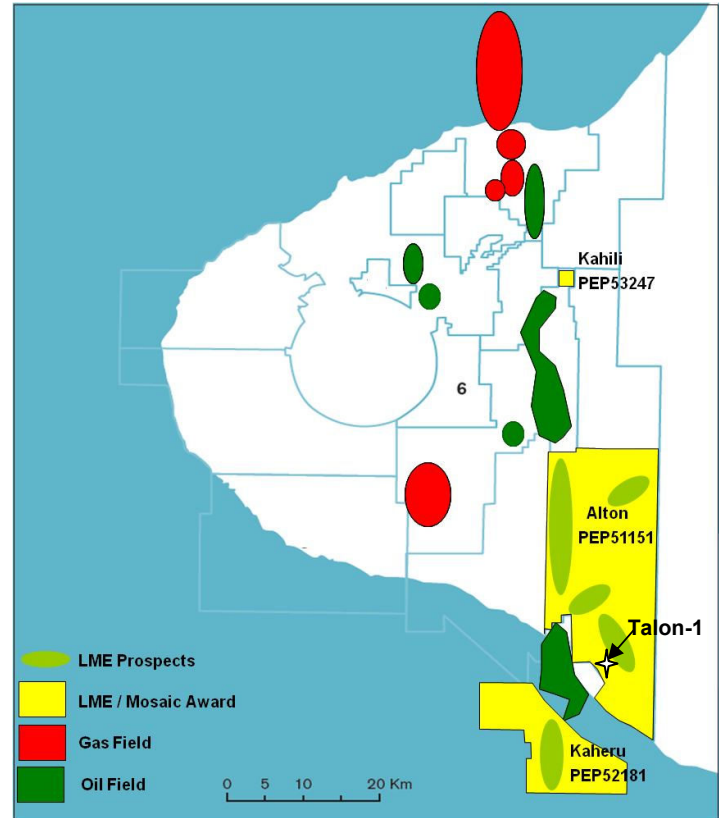 Kahili
PEP53247
6
Alton
PEP51151
Talon-1
LME Prospects
LME / Mosaic Award
Gas Field
Oil Field
Kaheru
PEP52181
0 5 10 20 Km